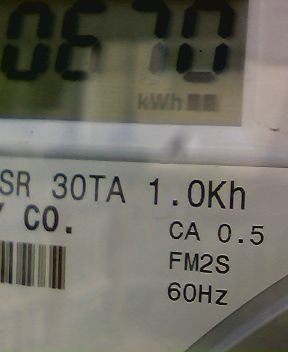 0670
kWh
SR 30TA 1.0Kh
Y CO.
CA 0.5
FM2S
60Hz